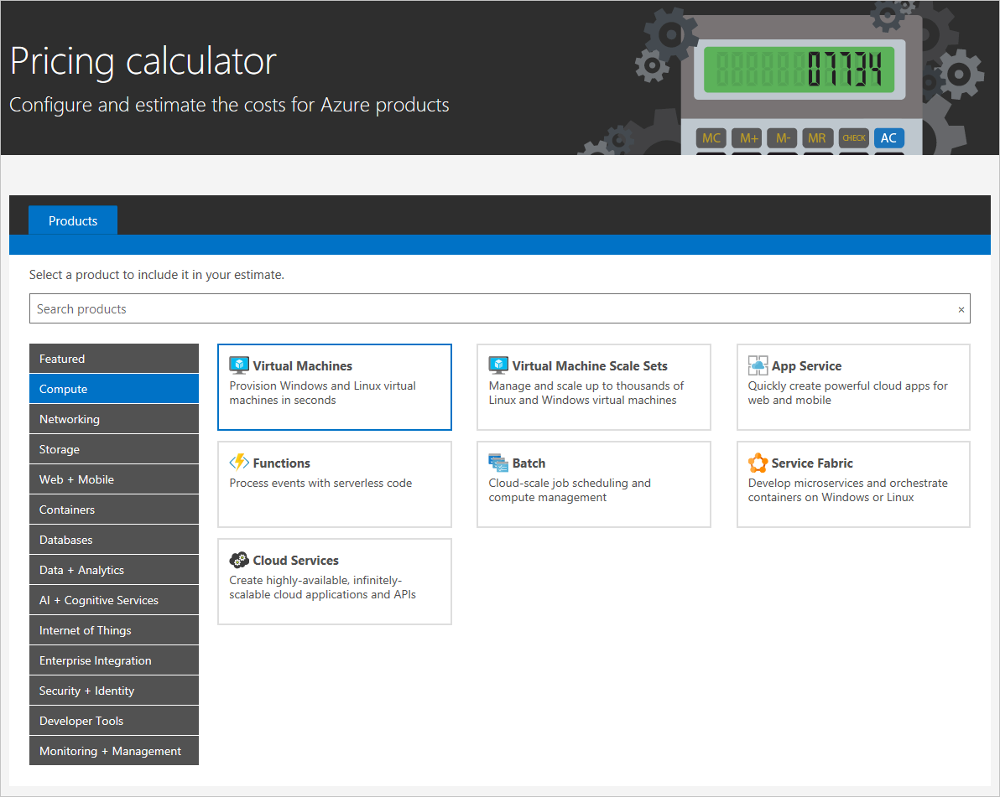 Pricing calculator
Configure and estimate the costs for Azure products
07734
MC M+ M- MR CHECK AC
Products
Select a product to include it in your estimate.
Search products ×
Featured
Compute
Networking
Storage
Web + Mobile
Containers
Databases
Data + Analytics
AI + Cognitive Services
Internet of Things
Enterprise Integration
Security + Identity
Developer Tools
Monitoring + Management
Virtual Machines
Provision Windows and Linux virtual
machines in seconds
Virtual Machine Scale Sets
Manage and scale up to thousands of
Linux and Windows virtual machines
App Service
Quickly create powerful cloud apps for
web and mobile
Functions
Process events with serverless code
Batch
Cloud-scale job scheduling and
compute management
Service Fabric
Develop microservices and orchestrate
containers on Windows or Linux
Cloud Services
Create highly-available, infinitely-
scalable cloud applications and APIs